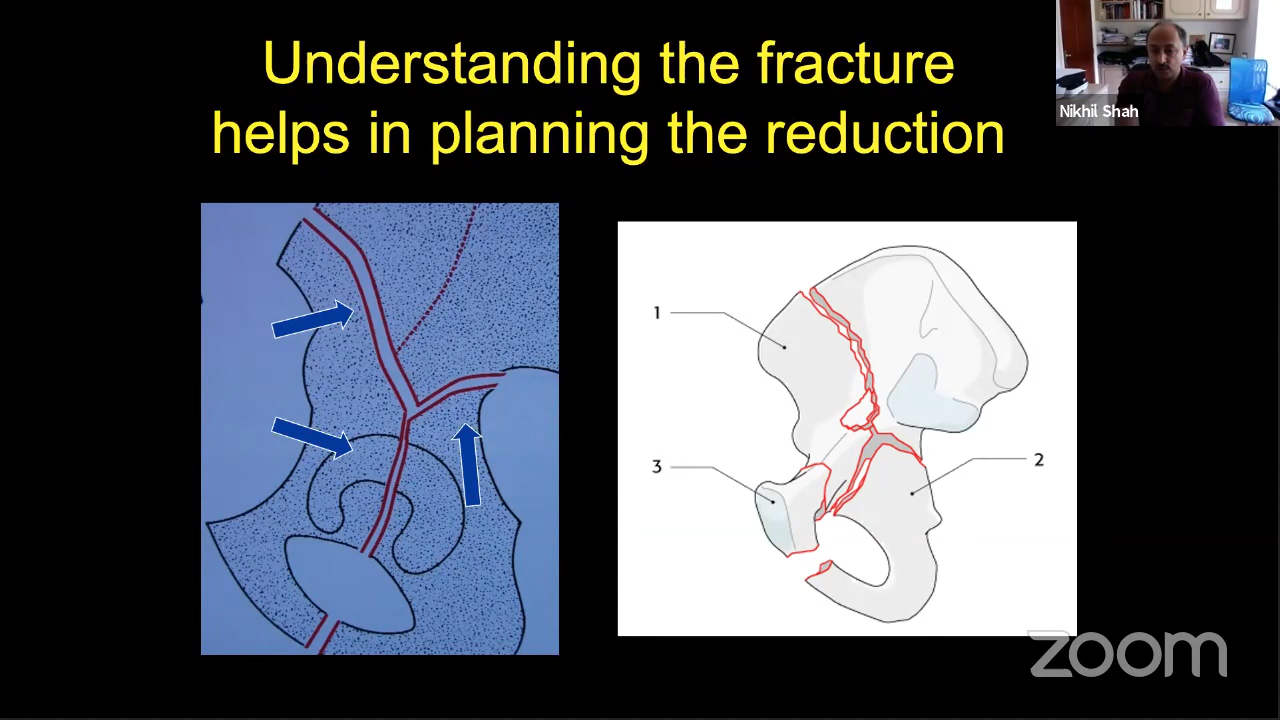 Understanding the fracture
helps in planning the reduction
Nikhil Shah
1
2
3
zoom